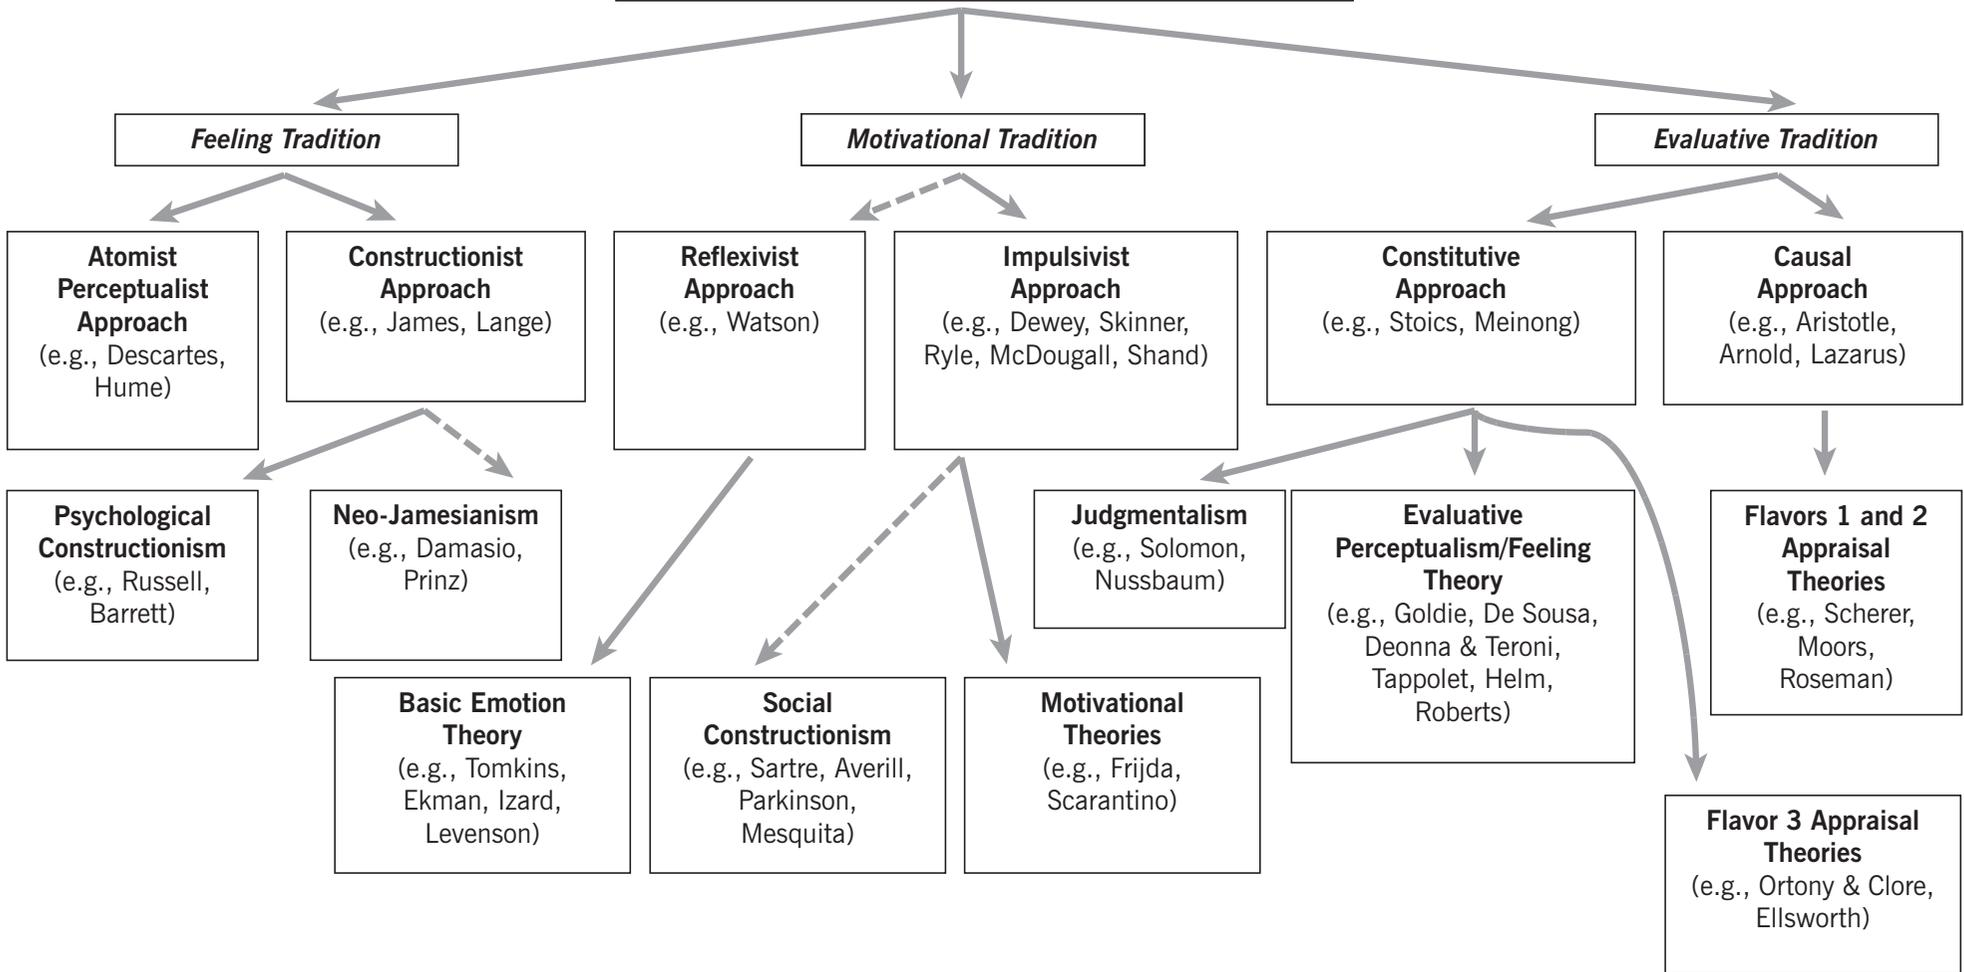 Feeling Tradition
Motivational Tradition
Evaluative Tradition
Atomist
Perceptualist
Approach
(e.g., Descartes,
Hume)
Constructionist
Approach
(e.g., James, Lange)
Reflexivist
Approach
(e.g., Watson)
Impulsivist
Approach
(e.g., Dewey, Skinner,
Ryle, McDougall, Shand)
Constitutive
Approach
(e.g., Stoics, Meinong)
Causal
Approach
(e.g., Aristotle,
Arnold, Lazarus)
Psychological
Constructionism
(e.g., Russell,
Barrett)
Neo-Jamesianism
(e.g., Damasio,
Prinz)
Judgmentalism
(e.g., Solomon,
Nussbaum)
Evaluative
Perceptualism/Feeling
Theory
(e.g., Goldie, De Sousa,
Deonna & Teroni,
Tappolet, Helm,
Roberts)
Flavors 1 and 2
Appraisal
Theories
(e.g., Scherer,
Moors,
Roseman)
Basic Emotion
Theory
(e.g., Tomkins,
Ekman, Izard,
Levenson)
Social
Constructionism
(e.g., Sartre, Averill,
Parkinson,
Mesquita)
Motivational
Theories
(e.g., Frijda,
Scarantino)
Flavor 3 Appraisal
Theories
(e.g., Ortony & Clore,
Ellsworth)